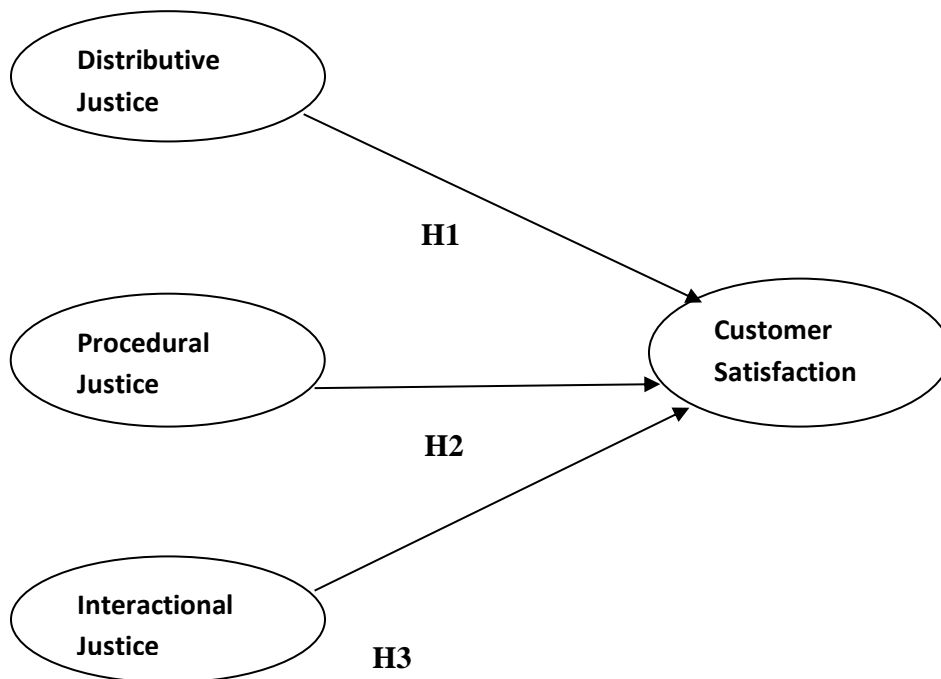 Distributive
Justice
H1
Procedural
Justice
Customer
Satisfaction
H2
Interactional
Justice
H3